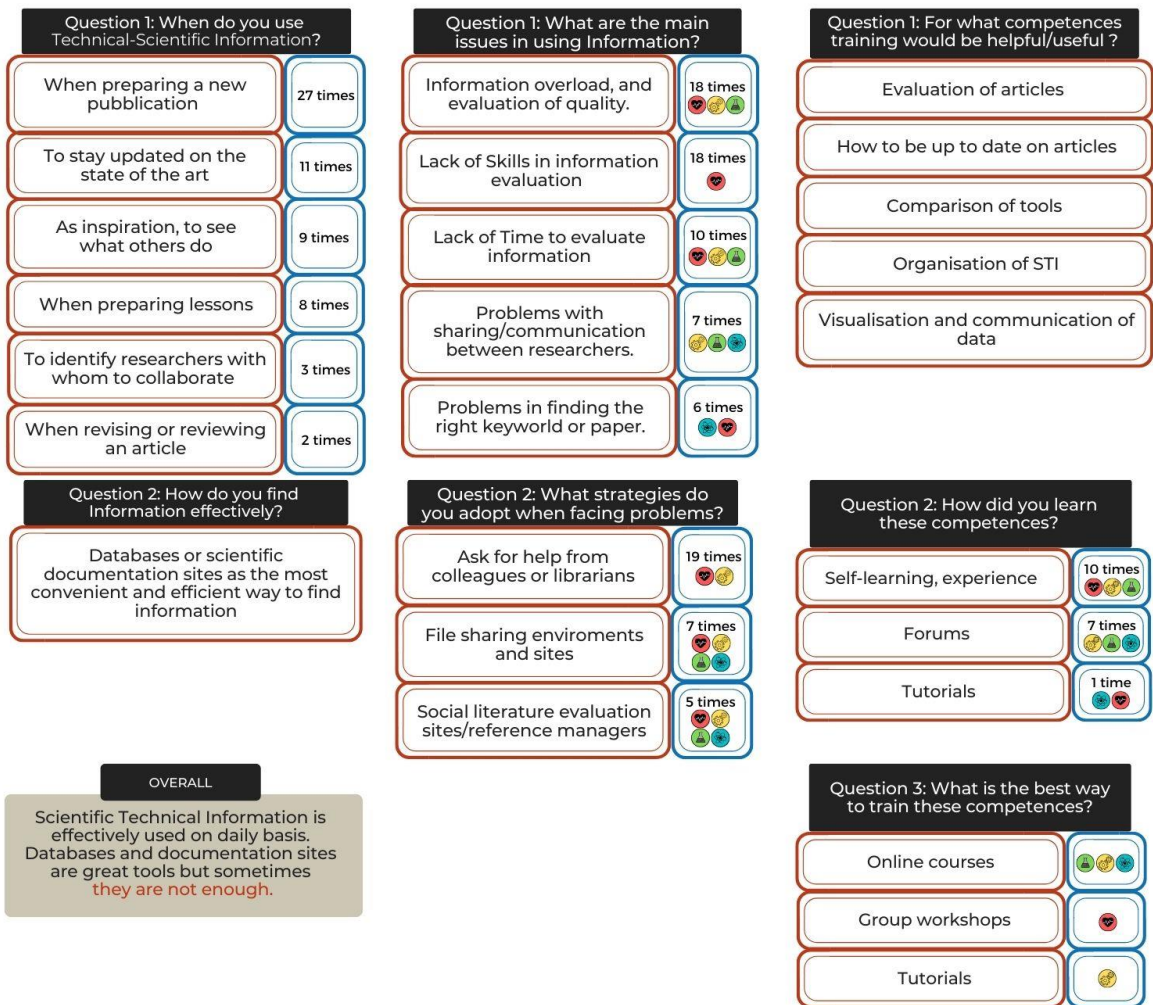 Question 1: When do you use
Technical-Scientific Information?
When preparing a new
pubblication
27 times
To stay updated on the
state of the art
11 times
As inspiration, to see
what others do
9 times
When preparing lessons
8 times
To identify researchers with
whom to collaborate
3 times
When revising or reviewing
an article
2 times
Question 2: How do you find
Information effectively?
Databases or scientific
documentation sites as the most
convenient and efficient way to find
information
OVERALL
Scientific Technical Information is
effectively used on daily basis.
Databases and documentation sites
are great tools but sometimes
they are not enough.
Question 1: What are the main
issues in using Information?
Information overload, and
evaluation of quality.
18 times
Lack of Skills in information
evaluation
18 times
Lack of Time to evaluate
information
10 times
Problems with
sharing/communication
between researchers.
7 times
Problems in finding the
right keyworld or paper.
6 times
Question 2: What strategies do
you adopt when facing problems?
Ask for help from
colleagues or librarians
19 times
File sharing enviroments
and sites
7 times
Social literature evaluation
sites/reference managers
5 times
Question 1: For what competences
training would be helpful/useful ?
Evaluation of articles
How to be up to date on articles
Comparison of tools
Organisation of STI
Visualisation and communication of
data
Question 2: How did you learn
these competences?
Self-learning, experience
10 times
Forums
7 times
Tutorials
1 time
Question 3: What is the best way
to train these competences?
Online courses
Group workshops
Tutorials